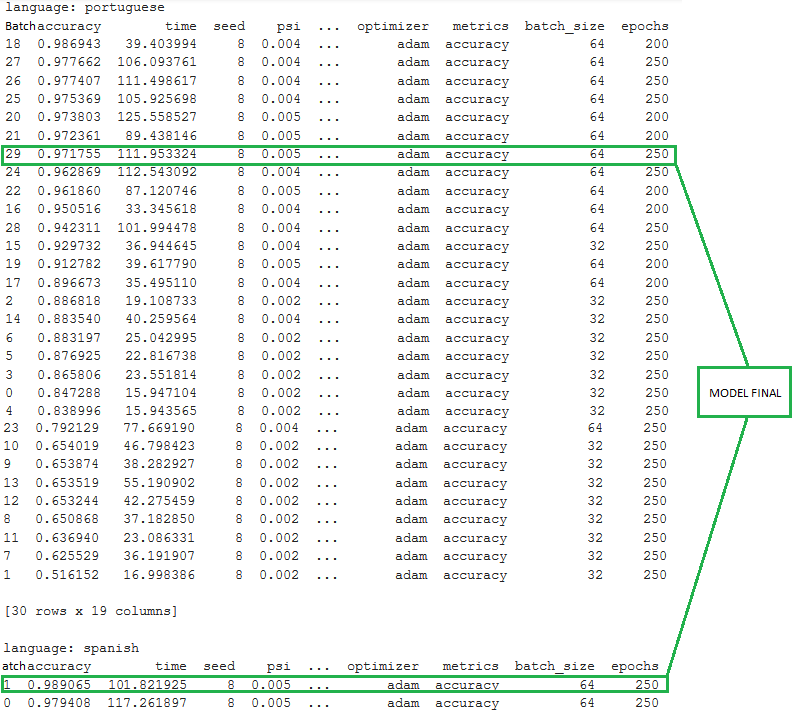 language: portuguese
Batch accuracy time seed psi ... optimizer metrics batch_size epochs
18 0.986943 39.403994 8 0.004 ... adam accuracy 64 200
27 0.977662 106.093761 8 0.004 ... adam accuracy 64 250
26 0.977407 111.498617 8 0.004 ... adam accuracy 64 250
25 0.975369 105.925698 8 0.004 ... adam accuracy 64 250
20 0.973803 125.558527 8 0.005 ... adam accuracy 64 200
21 0.972361 89.438146 8 0.005 ... adam accuracy 64 200
29 0.971755 111.953324 8 0.005 ... adam accuracy 64 250
24 0.962869 112.543092 8 0.004 ... adam accuracy 64 250
22 0.961860 87.120746 8 0.005 ... adam accuracy 64 200
16 0.950516 33.345618 8 0.004 ... adam accuracy 64 200
28 0.942311 101.994478 8 0.004 ... adam accuracy 64 250
15 0.929732 36.944645 8 0.004 ... adam accuracy 32 250
19 0.912782 39.617790 8 0.005 ... adam accuracy 64 200
17 0.896673 35.495110 8 0.004 ... adam accuracy 64 200
2 0.886818 19.108733 8 0.002 ... adam accuracy 32 250
14 0.883540 40.259564 8 0.004 ... adam accuracy 32 250
6 0.883197 25.042995 8 0.002 ... adam accuracy 32 250
5 0.876925 22.816738 8 0.002 ... adam accuracy 32 250
3 0.865806 23.551814 8 0.002 ... adam accuracy 32 250
0 0.847288 15.947104 8 0.002 ... adam accuracy 32 250
MODEL FINAL
4 0.838996 15.943565 8 0.002 ... adam accuracy 32 250
23 0.792129 77.669190 8 0.004 ... adam accuracy 64 250
10 0.654019 46.798423 8 0.002 ... adam accuracy 32 250
9 0.653874 38.282927 8 0.002 ... adam accuracy 32 250
13 0.653519 55.190902 8 0.002 ... adam accuracy 32 250
12 0.653244 42.275459 8 0.002 ... adam accuracy 32 250
8 0.650868 37.182850 8 0.002 ... adam accuracy 32 250
11 0.636940 23.086331 8 0.002 ... adam accuracy 32 250
7 0.625529 36.191907 8 0.002 ... adam accuracy 32 250
1 0.516152 16.998386 8 0.002 ... adam accuracy 32 250
[30 rows x 19 columns]
language: spanish
atch accuracy time seed psi ... optimizer metrics batch_size epochs
1 0.989065 101.821925 8 0.005 ... adam accuracy 64 250
0 0.979408 117.261897 8 0.005 ... adam accuracy 64 250